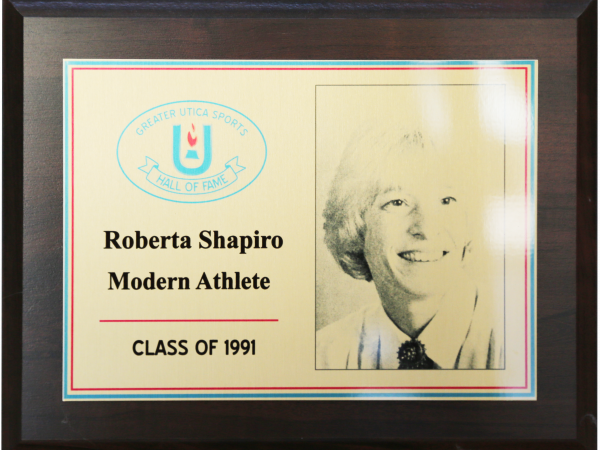 GREATER UTICA SPORTS
U
HALL OF FAME
Roberta Shapiro
Modern Athlete
CLASS OF 1991